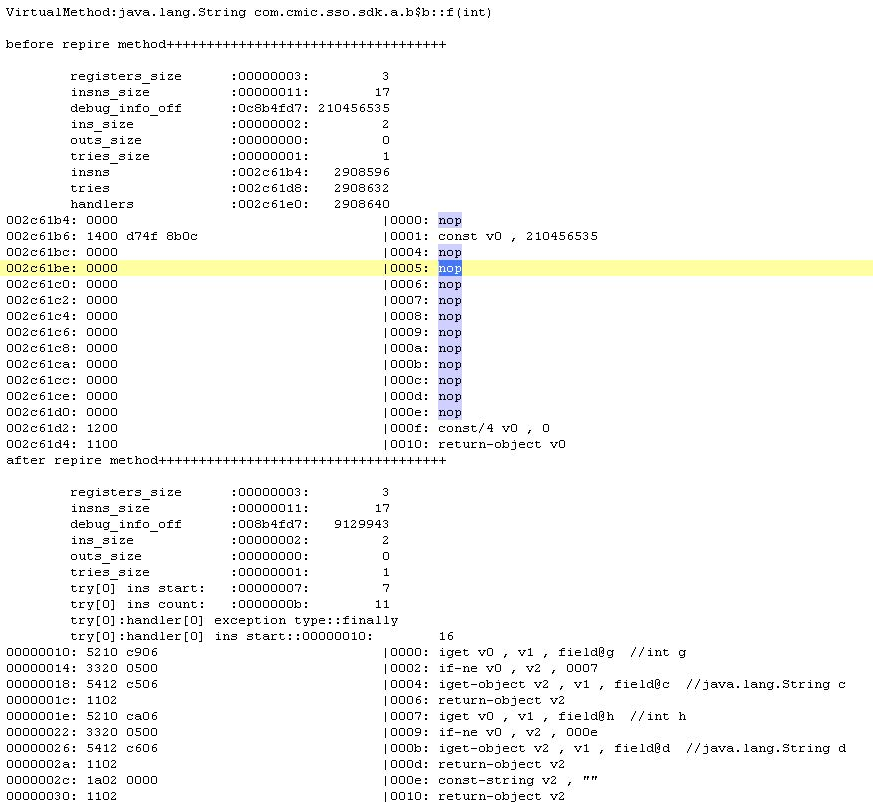 VirtualMethod:java.lang.String com.cmic.sso.sdk.a.b$b::f(int)
before repire method+++++++++++++++++++++++++++++++++++
registers_size :00000003: 3
insns_size :00000011: 17
debug_info_off :0c8b4fd7: 210456535
ins_size :00000002: 2
outs_size :00000000: 0
tries_size :00000001: 1
insns :002c61b4: 2908596
tries :002c61d8: 2908632
handlers :002c61e0: 2908640
002c61b4: 0000 |0000: nop
002c61b6: 1400 d74f 8b0c |0001: const v0 , 210456535
002c61bc: 0000 |0004: nop
002c61be: 0000 |0005: nop
002c61c0: 0000 |0006: nop
002c61c2: 0000 |0007: nop
002c61c4: 0000 |0008: nop
002c61c6: 0000 |0009: nop
002c61c8: 0000 |000a: nop
002c61ca: 0000 |000b: nop
002c61cc: 0000 |000c: nop
002c61ce: 0000 |000d: nop
002c61d0: 0000 |000e: nop
002c61d2: 1200 |000f: const/4 v0 , 0
002c61d4: 1100 |0010: return-object v0
after repire method++++++++++++++++++++++++++++++++++++
registers_size :00000003: 3
insns_size :00000011: 17
debug_info_off :008b4fd7: 9129943
ins_size :00000002: 2
outs_size :00000000: 0
tries_size :00000001: 1
try[0] ins start: :00000007: 7
try[0] ins count: :0000000b: 11
try[0]:handler[0] exception type::finally
try[0]:handler[0] ins start::00000010: 16
00000010: 5210 c906 |0000: iget v0 , v1 , field@g //int g
00000014: 3320 0500 |0002: if-ne v0 , v2 , 0007
00000018: 5412 c506 |0004: iget-object v2 , v1 , field@c //java.lang.String c
0000001c: 1102 |0006: return-object v2
0000001e: 5210 ca06 |0007: iget v0 , v1 , field@h //int h
00000022: 3320 0500 |0009: if-ne v0 , v2 , 000e
00000026: 5412 c606 |000b: iget-object v2 , v1 , field@d //java.lang.String d
0000002a: 1102 |000d: return-object v2
0000002c: 1a02 0000 |000e: const-string v2 , ""
00000030: 1102 |0010: return-object v2